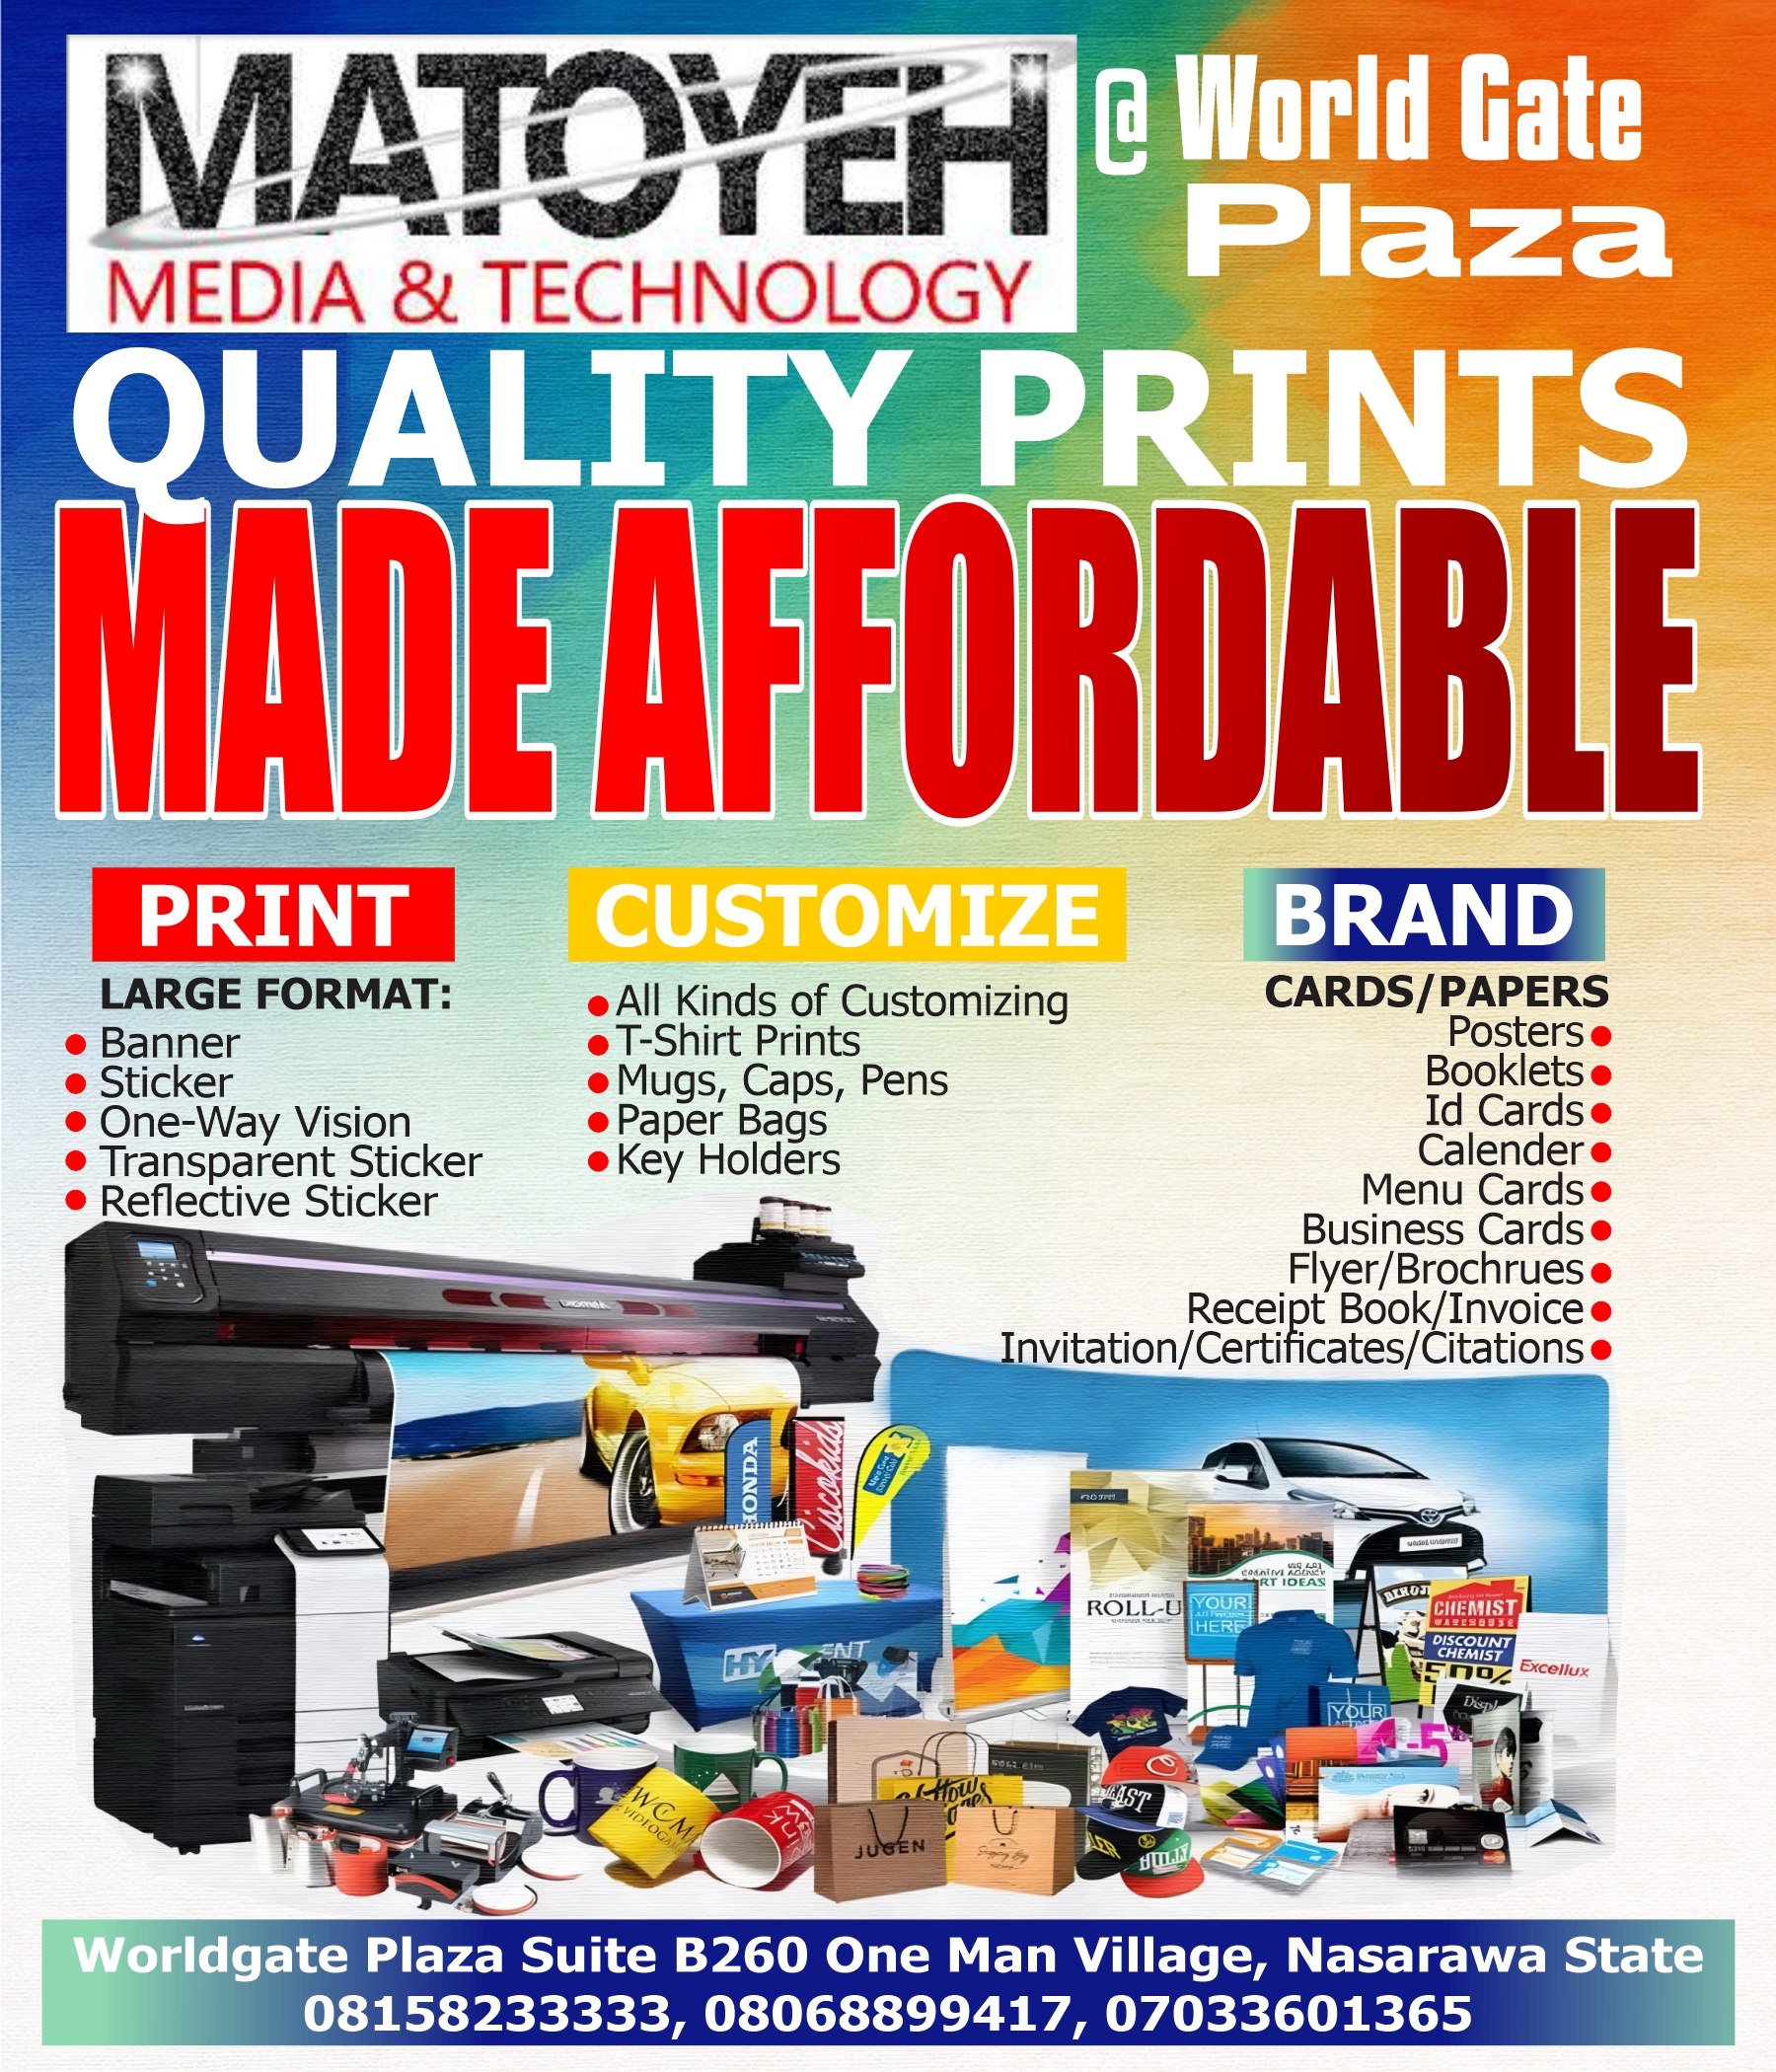 MATOYEH
MEDIA & TECHNOLOGY
@ World Gate
Plaza
QUALITY PRINTS
MADE AFFORDABLE
PRINT
LARGE FORMAT:
Banner
Sticker
One-Way Vision
Transparent Sticker
Reflective Sticker
CUSTOMIZE
All Kinds of Customizing
T-Shirt Prints
Mugs, Caps, Pens
Paper Bags
Key Holders
BRAND
CARDS/PAPERS
Posters
Booklets
Id Cards
Calender
Menu Cards
Business Cards
Flyer/Brochrues
Receipt Book/Invoice
Invitation/Certificates/Citations
HONDA
Ciscokids
ROLL-U
YOUR
HERE
CHEMIST
DISCOUNT
CHEMIST
50%
Excellux
YOUR
JUGEN
Worldgate Plaza Suite B260 One Man Village, Nasarawa State
08158233333, 08068899417, 07033601365